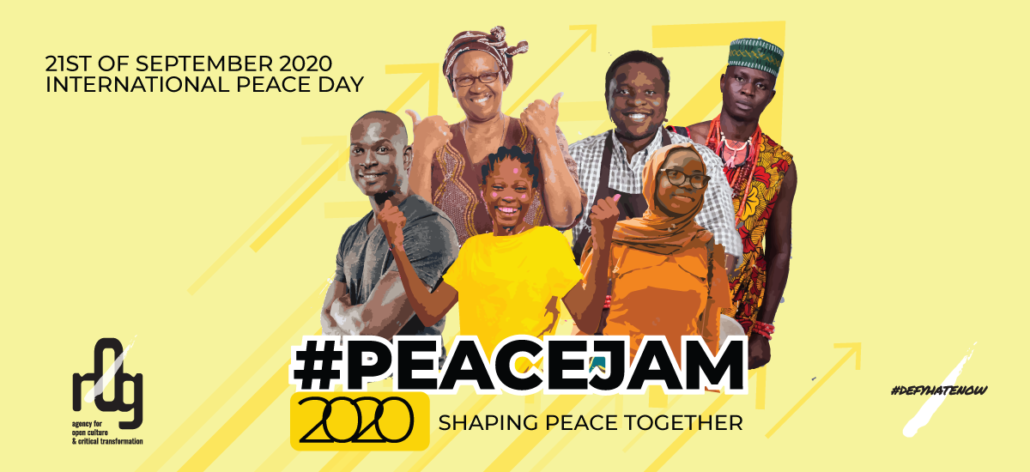 21ST OF SEPTEMBER 2020
INTERNATIONAL PEACE DAY
#PEACEJAM
2020 SHAPING PEACE TOGETHER
r0g
agency for
open culture
& critical transformation
#DEFYHATENOW